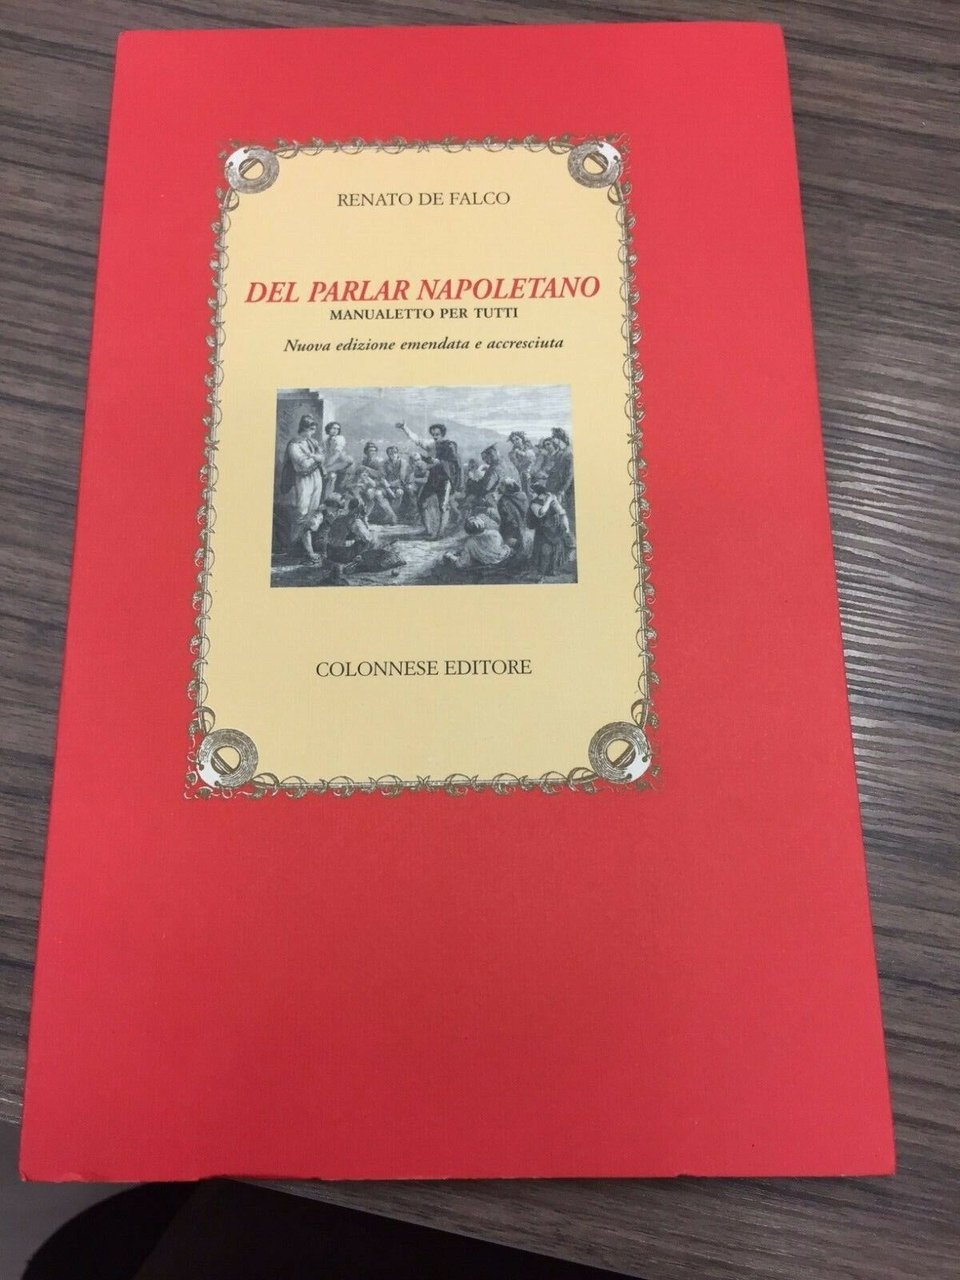 RENATO DE FALCO
DEL PARLAR NAPOLETANO
MANUALETTO PER TUTTI
Nuova edizione emendata e accresciuta
COLONNESE EDITORE